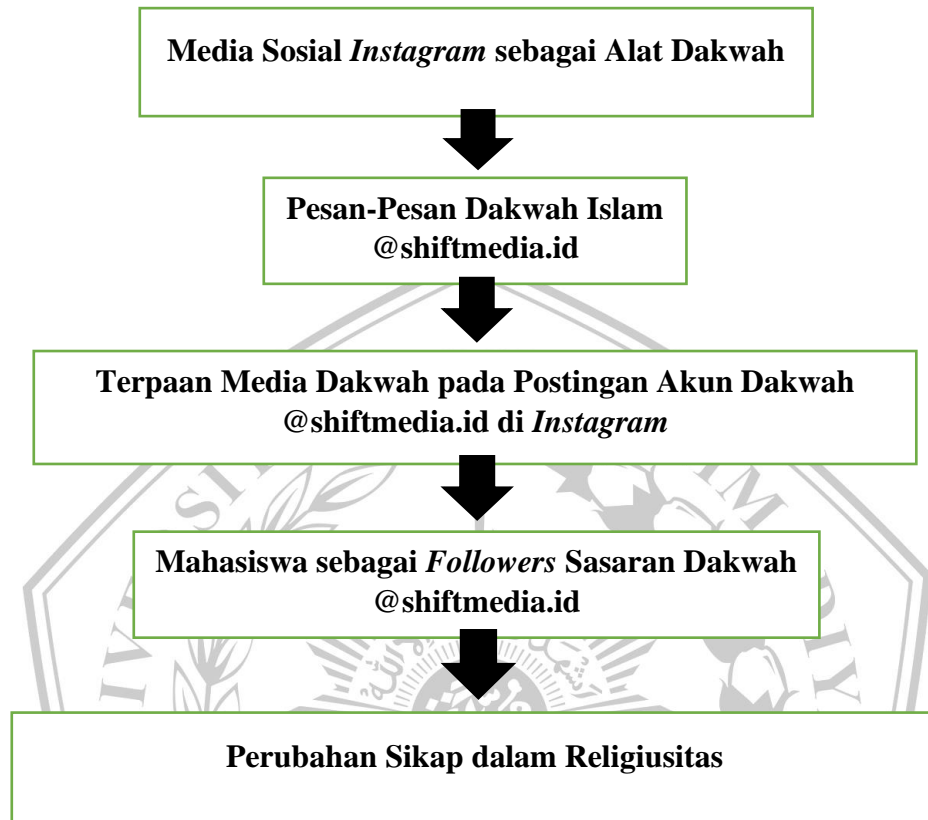 Media Sosial Instagram sebagai Alat Dakwah
Pesan-Pesan Dakwah Islam
@shiftmedia.id
Terpaan Media Dakwah pada Postingan Akun Dakwah
@shiftmedia.id di Instagram
Mahasiswa sebagai Followers Sasaran Dakwah
@shiftmedia.id
Perubahan Sikap dalam Religiusitas